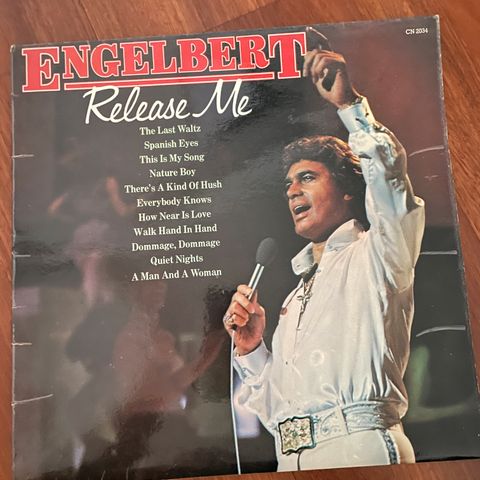 CN 2034
ENGELBERT
Release Me
The Last Waltz
Spanish Eyes
This Is My Song
Nature Boy
There's A Kind Of Hush
Everybody Knows
How Near Is Love
Walk Hand In Hand
Dommage, Dommage
Quiet Nights
A Man And A Woman